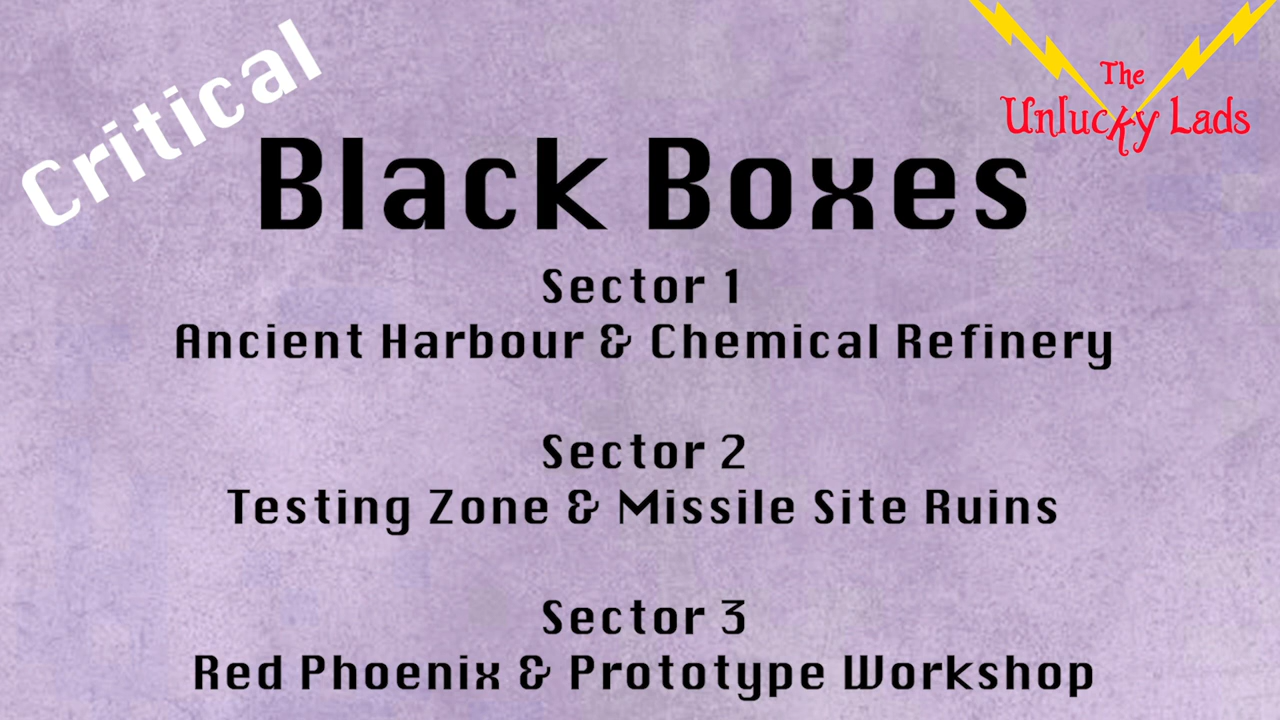 Critical
The
Unlucky Lads
Black Boxes
Sector 1
Ancient Harbour & Chemical Refinery
Sector 2
Testing Zone & Missile Site Ruins
Sector 3
Red Phoenix & Prototype Workshop